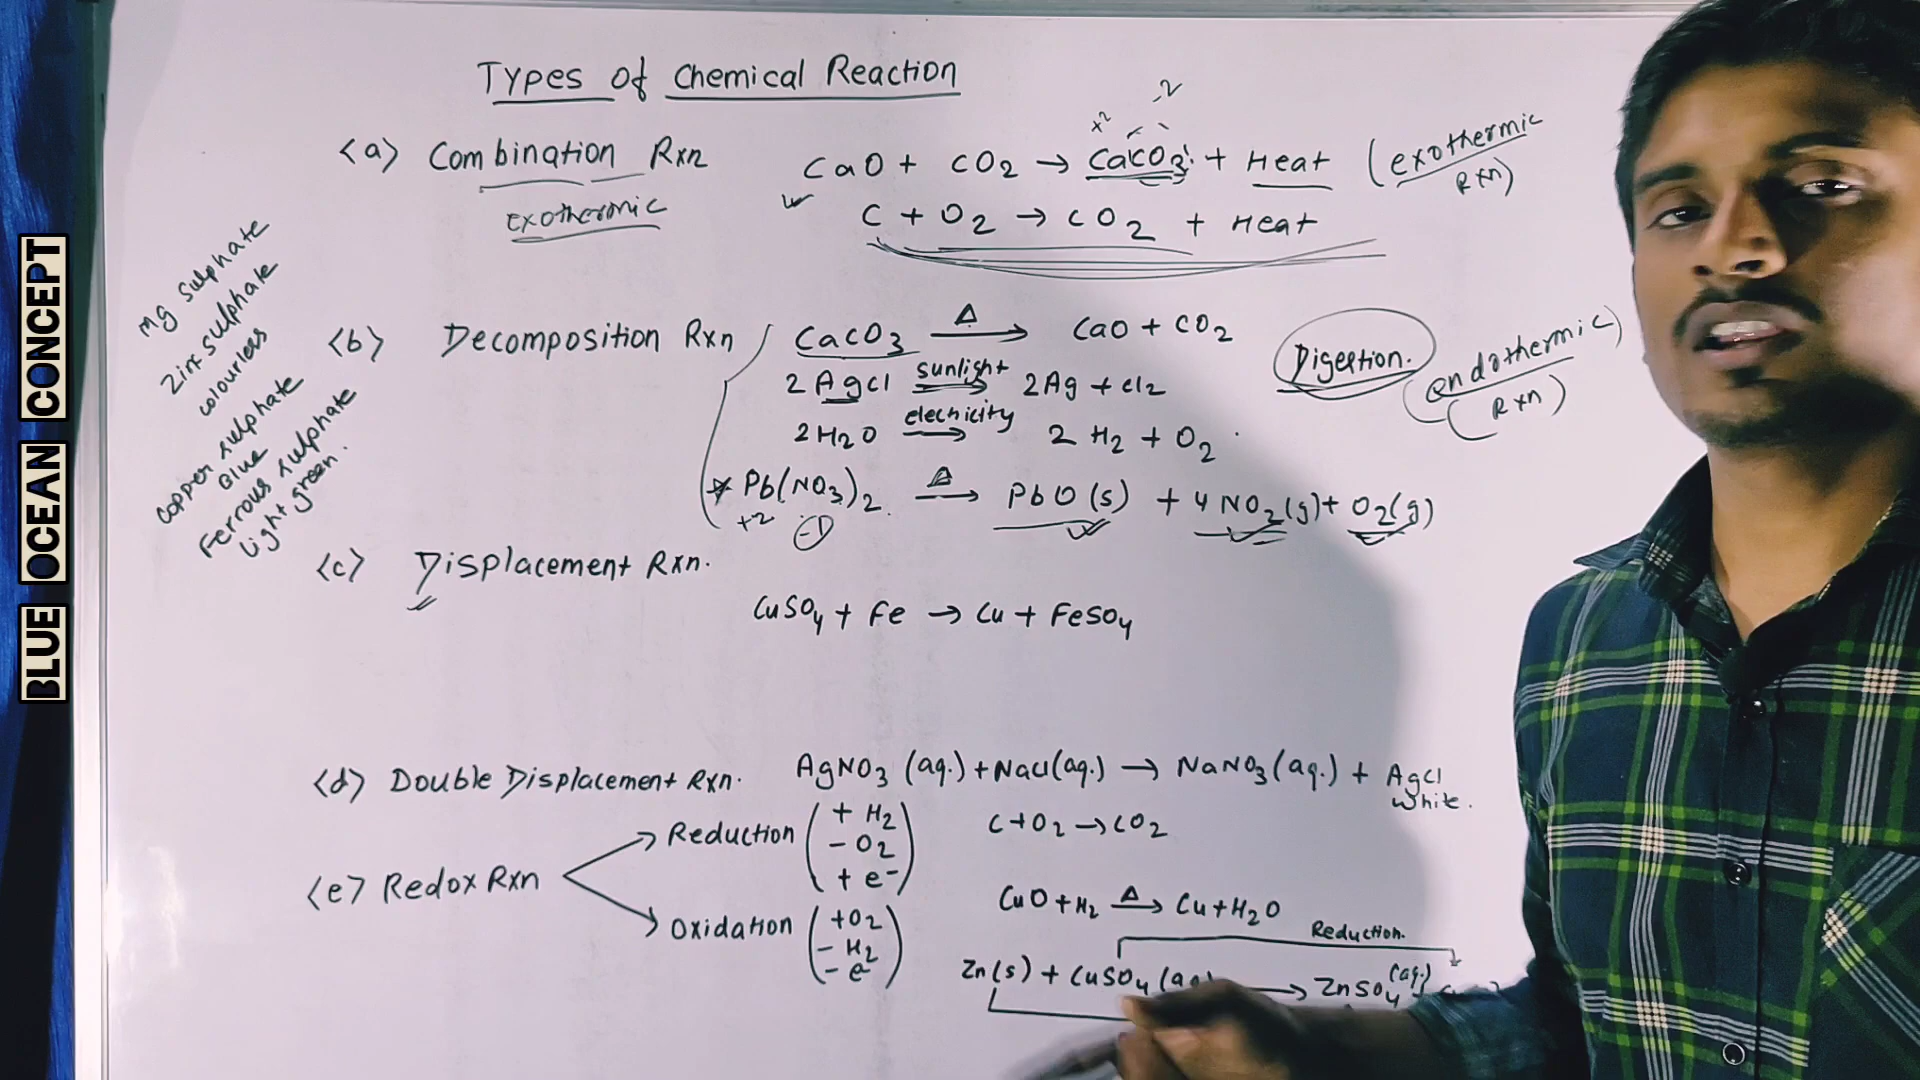 Types of Chemical Reaction
<a> Combination Rxn
exothermic
CaO + CO2 → CaCO3 + Heat (exothermic Rxn)
+2 -2
C + O2 → CO2 + Heat
Mg sulphate
Zinc sulphate
colourless
copper sulphate
Blue
Ferrous sulphate
light green.
<b> Decomposition Rxn
CaCO3 Δ→ CaO + CO2
2AgCl sunlight→ 2Ag + Cl2
2H2O electricity→ 2H2 + O2
* Pb(NO3)2 Δ→ PbO(s) + 4NO2(g) + O2(g)
+2 -1
Digestion.
(endothermic)
(Rxn)
<c> Displacement Rxn.
CuSO4 + Fe → Cu + FeSO4
<d> Double Displacement Rxn.
AgNO3 (aq.) + NaCl(aq.) → NaNO3(aq.) + AgCl
white.
<e> Redox Rxn
Reduction (+ H2
- O2
+ e-)
C + O2 → CO2
Oxidation (+O2
- H2
- e)
CuO + H2 Δ→ Cu + H2O
Reduction.
Zn(s) + CuSO4 → ZnSO4 (aq.)
BLUE OCEAN CONCEPT